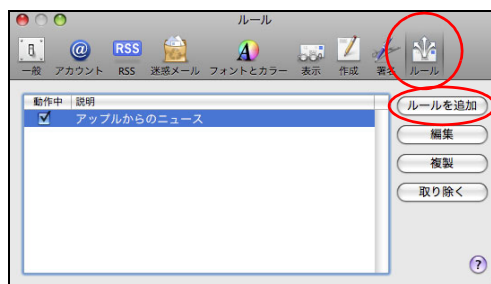 ルール
@
RSS
A
一般 アカウント RSS 迷惑メール フォントとカラー 表示 作成 署名 ルール
動作中 説明
アップルからのニュース
ルールを追加
編集
複製
取り除く
?